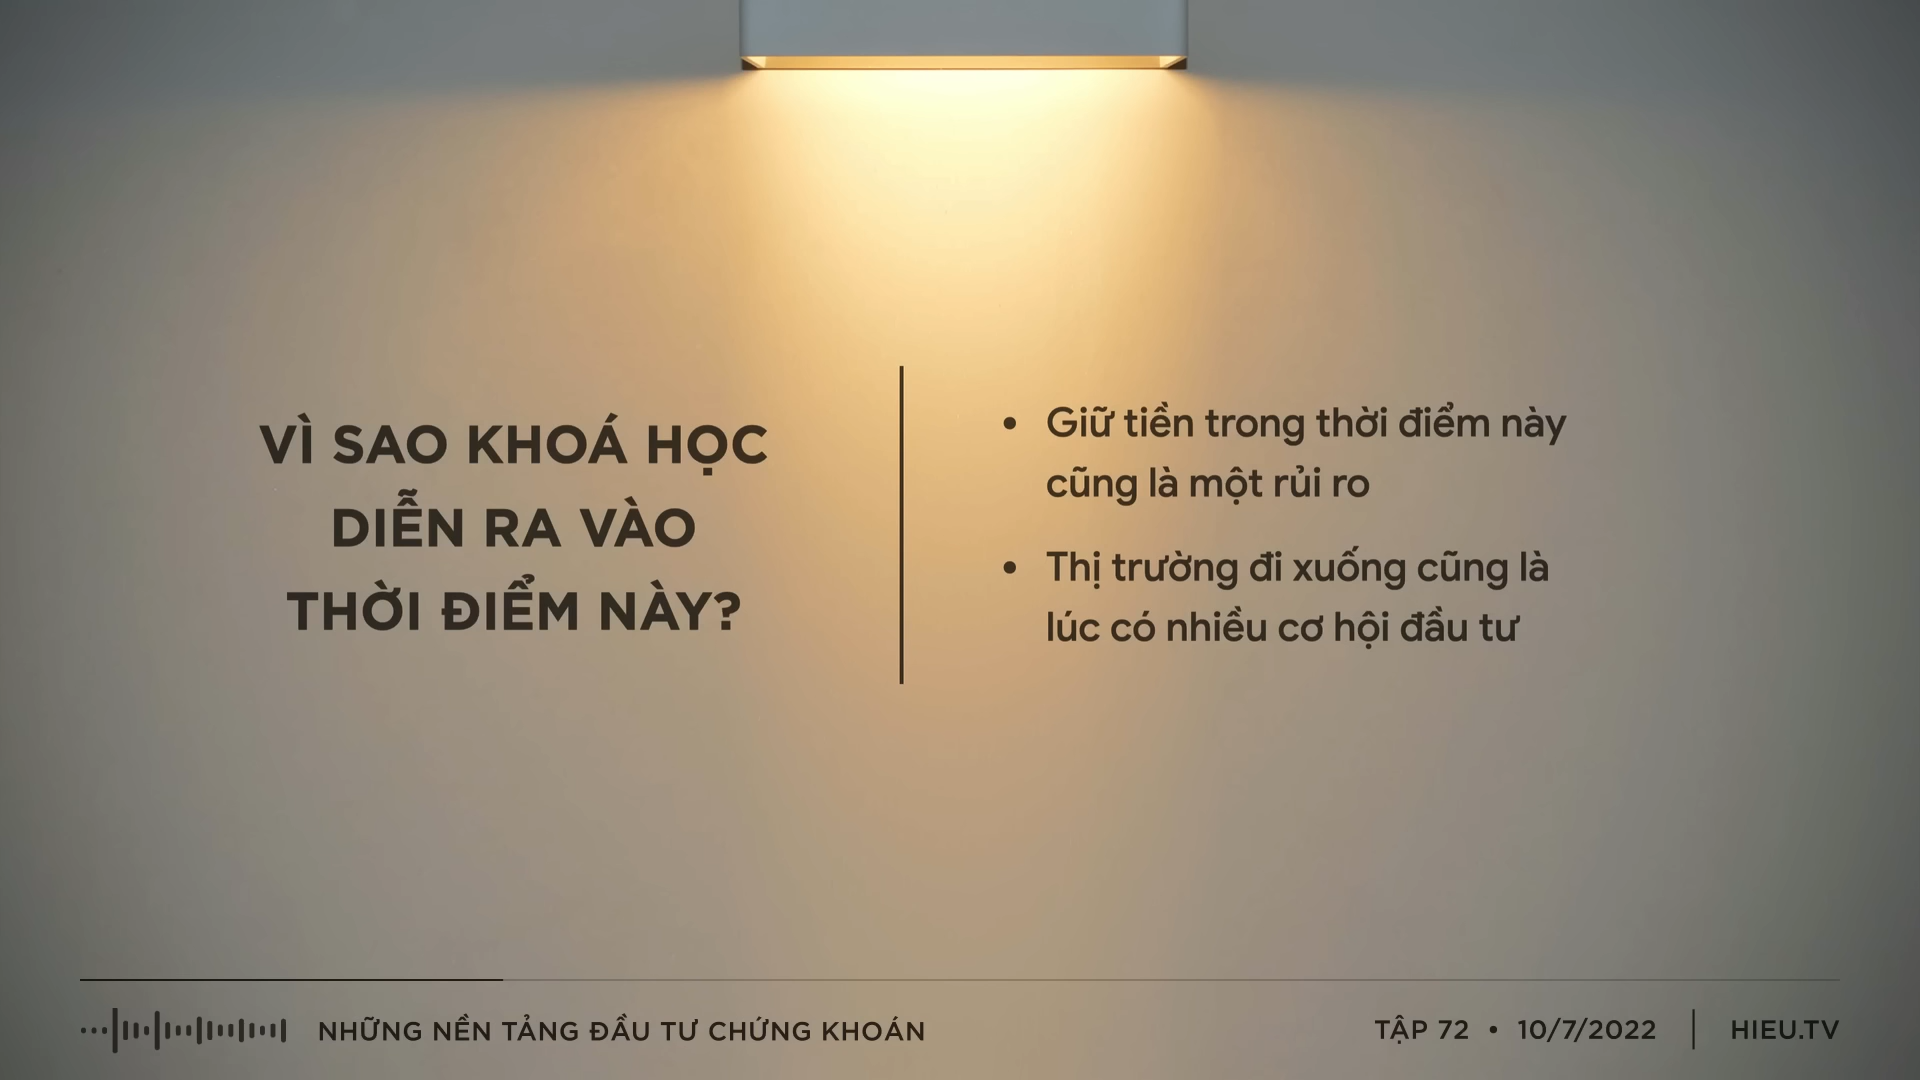 VÌ SAO KHOÁ HỌC
DIỄN RA VÀO
THỜI ĐIỂM NÀY?
• Giữ tiền trong thời điểm này
cũng là một rủi ro
• Thị trường đi xuống cũng là
lúc có nhiều cơ hội đầu tư
NHỮNG NỀN TẢNG ĐẦU TƯ CHỨNG KHOÁN
TẬP 72 • 10/7/2022 | HIEU.TV